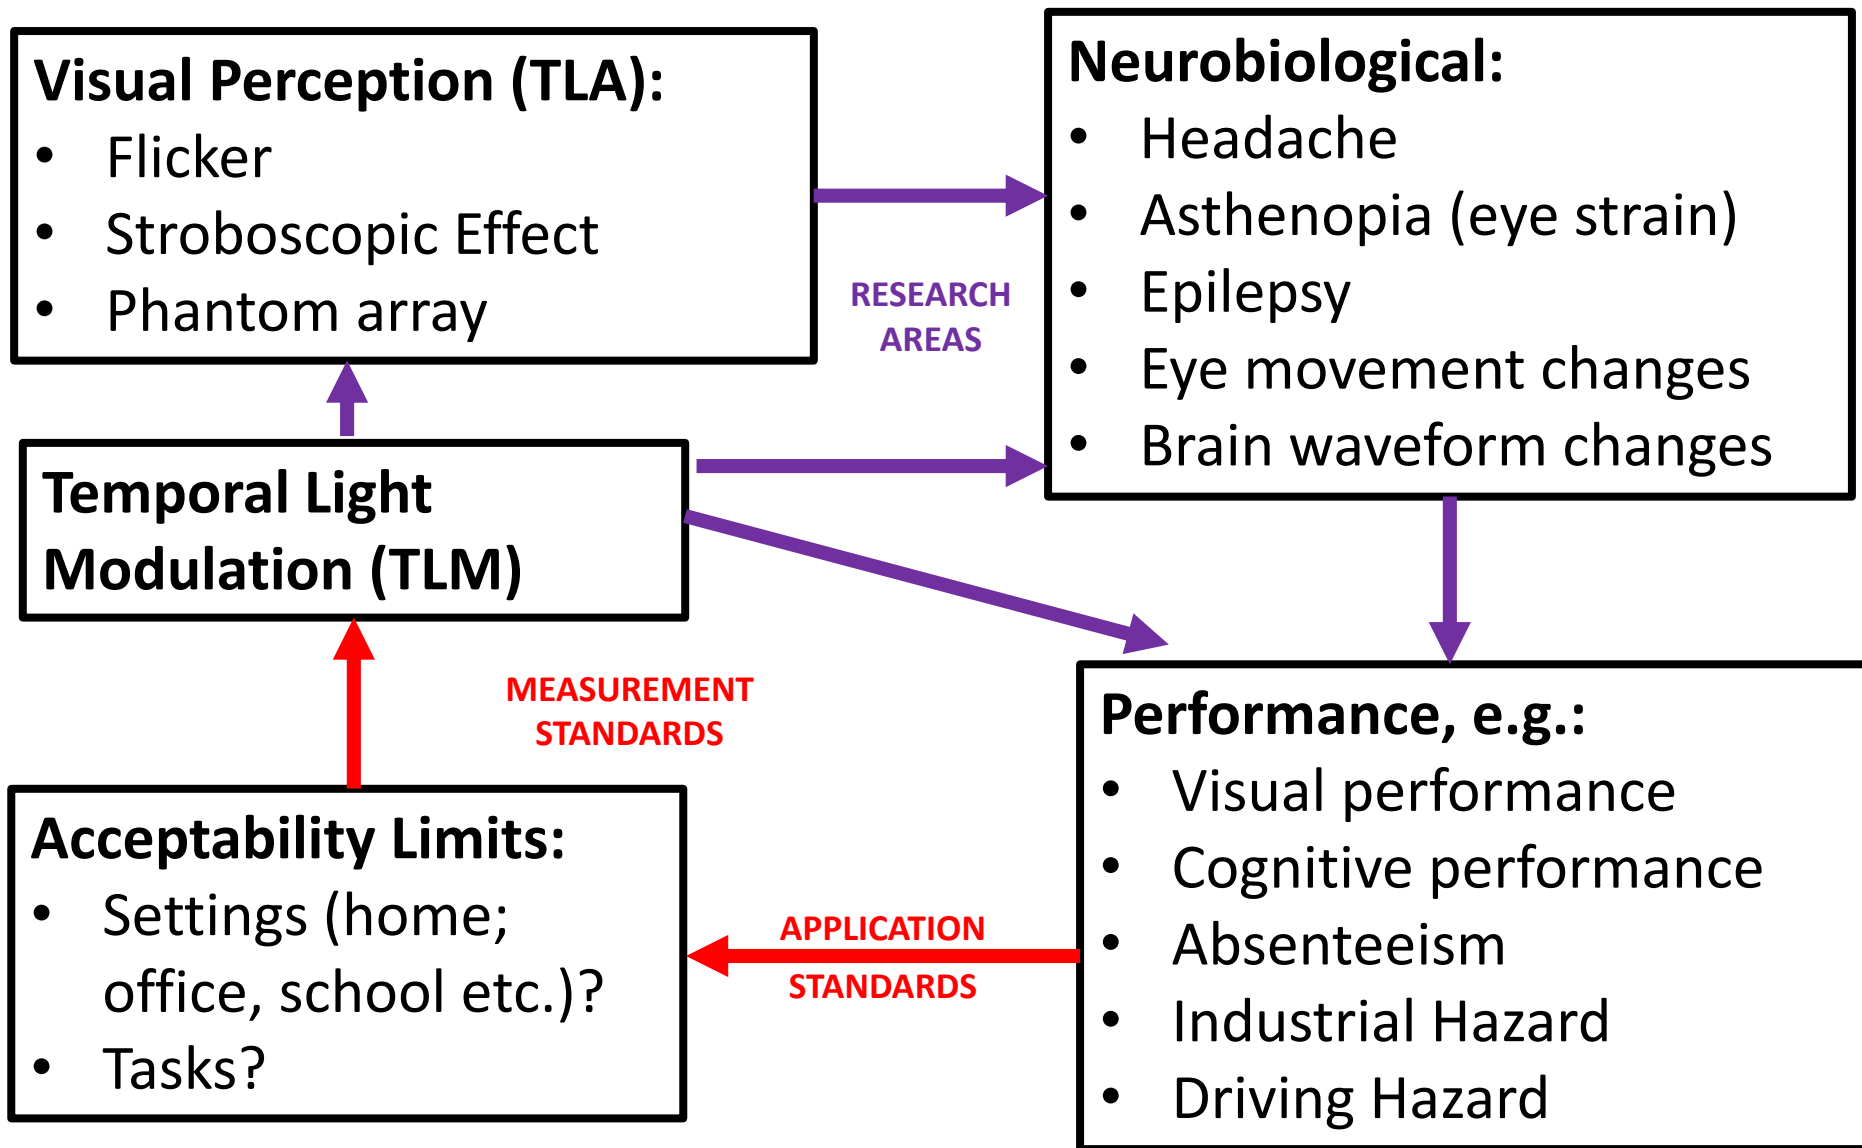 Visual Perception (TLA):
• Flicker
• Stroboscopic Effect
• Phantom array
RESEARCH
AREAS
Neurobiological:
• Headache
• Asthenopia (eye strain)
• Epilepsy
• Eye movement changes
• Brain waveform changes
Temporal Light
Modulation (TLM)
MEASUREMENT
STANDARDS
Performance, e.g.:
• Visual performance
• Cognitive performance
• Absenteeism
• Industrial Hazard
• Driving Hazard
APPLICATION
STANDARDS
Acceptability Limits:
• Settings (home;
office, school etc.)?
• Tasks?